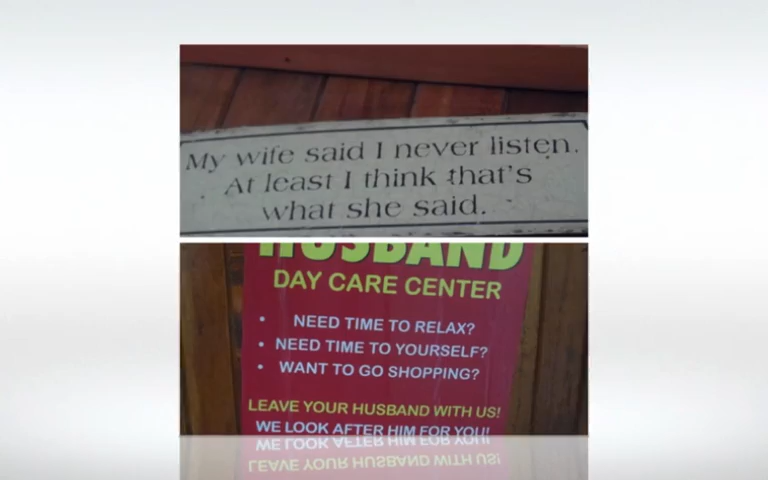 My wife said I never listen.
At least I think that's
what she said.
HUSBAND
DAY CARE CENTER
• NEED TIME TO RELAX?
• NEED TIME TO YOURSELF?
• WANT TO GO SHOPPING?
LEAVE YOUR HUSBAND WITH US!
WE LOOK AFTER HIM FOR YOU!